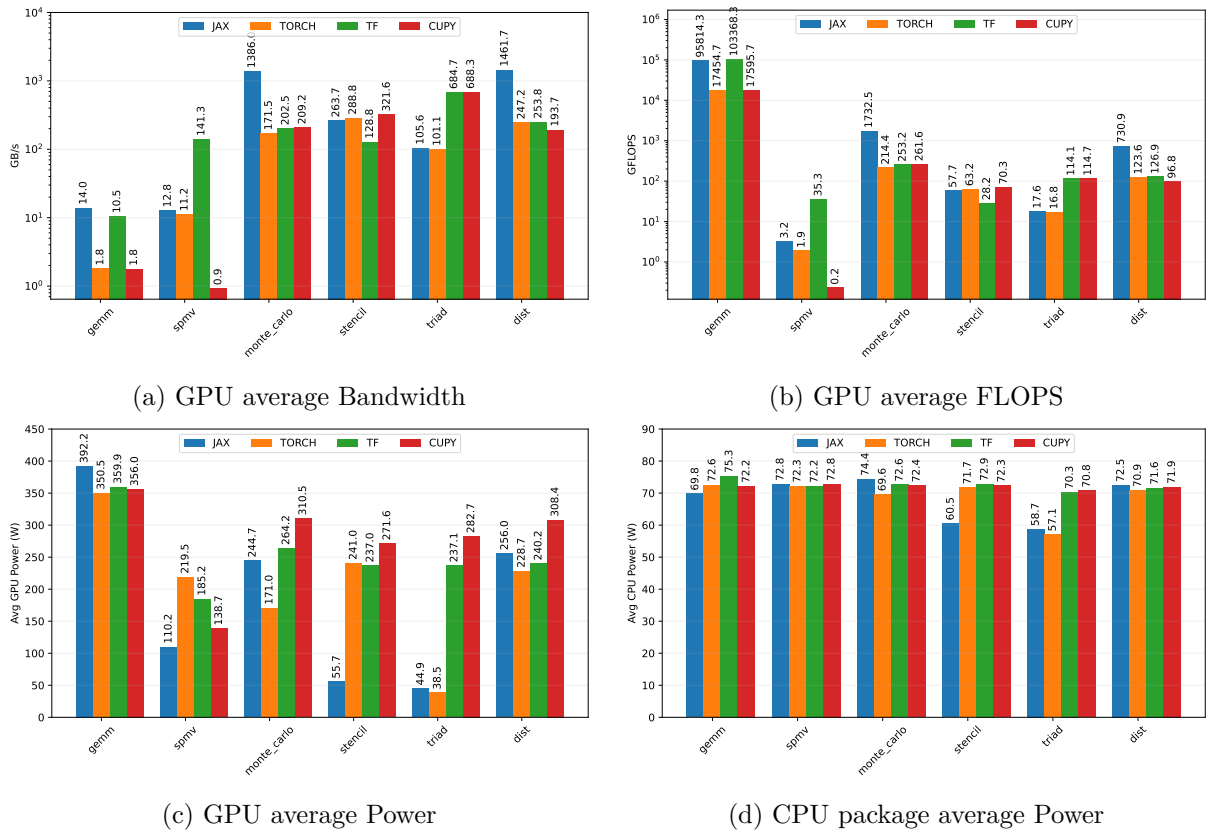 JAX TORCH TF CUPY
10^4
10^3
10^2
10^1
10^0
GB/s
14.0 1.8 10.5 1.8
12.8 11.2 141.3 0.9
171.5 202.5 209.2
263.7 288.8 128.8 321.6
105.6 101.1 684.7 688.3
1461.7 247.2 253.8 193.7
gemm spmv monte_carlo stencil triad dist
(a) GPU average Bandwidth
JAX TORCH TF CUPY
10^6
10^5
10^4
10^3
10^2
10^1
10^0
GFLOPS
95814.3 17454.7 103368.3 17595.7
3.2 1.9 35.3 0.2
1732.5 214.4 253.2 261.6
57.7 63.2 28.2 70.3
17.6 16.8 114.1 114.7
730.9 123.6 126.9 96.8
gemm spmv monte_carlo stencil triad dist
(b) GPU average FLOPS
JAX TORCH TF CUPY
450
400
350
300
250
200
150
100
50
0
Avg GPU Power (W)
392.2 350.5 359.9 356.0
110.2 219.5 185.2 138.7
244.7 171.0 264.2 310.5
55.7 241.0 237.0 271.6
44.9 38.5 237.1 282.7
256.0 228.7 240.2 308.4
gemm spmv monte_carlo stencil triad dist
(c) GPU average Power
JAX TORCH TF CUPY
90
80
70
60
50
40
30
20
10
0
Avg CPU Power (W)
69.8 72.6 75.3 72.2
72.8 72.3 72.2 72.8
74.4 69.6 72.6 72.4
60.5 71.7 72.9 72.3
58.7 57.1 70.3 70.8
72.5 70.9 71.6 71.9
gemm spmv monte_carlo stencil triad dist
(d) CPU package average Power